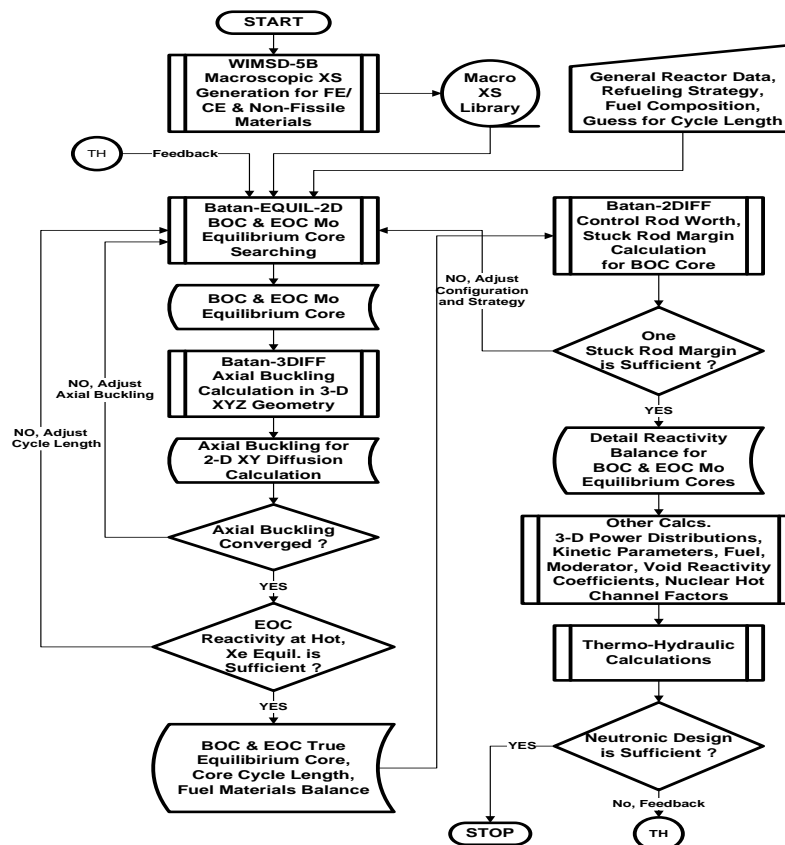 START
WIMSD-5B
Macroscopic XS
Generation for FE/
CE & Non-Fissile
Materials
Macro
XS
Library
General Reactor Data,
Refueling Strategy,
Fuel Composition,
Guess for Cycle Length
TH
Feedback
Batan-EQUIL-2D
BOC & EOC Mo
Equilibrium Core
Searching
BOC & EOC Mo
Equilibrium Core
NO, Adjust
Axial Buckling
Batan-3DIFF
Axial Buckling
Calculation in 3-D
XYZ Geometry
NO, Adjust
Cycle Length
Axial Buckling for
2-D XY Diffusion
Calculation
Axial Buckling
Converged ?
YES
EOC
Reactivity at Hot,
Xe Equil. is
Sufficient ?
YES
BOC & EOC True
Equilibirium Core,
Core Cycle Length,
Fuel Materials Balance
Batan-2DIFF
Control Rod Worth,
Stuck Rod Margin
Calculation
for BOC Core
NO, Adjust
Configuration
and Strategy
One
Stuck Rod Margin
is Sufficient ?
YES
Detail Reactivity
Balance for
BOC & EOC Mo
Equilibrium Cores
Other Calcs.
3-D Power Distributions,
Kinetic Parameters, Fuel,
Moderator, Void Reactivity
Coefficients, Nuclear Hot
Channel Factors
Thermo-Hydraulic
Calculations
Neutronic Design
is Sufficient ?
YES
No, Feedback
STOP
TH